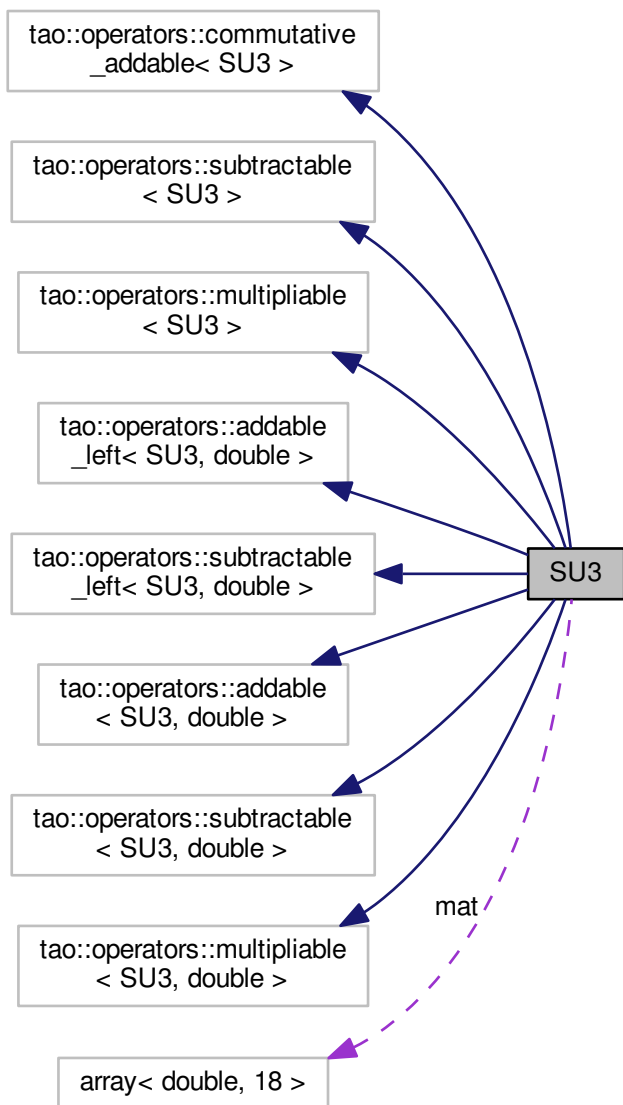 tao::operators::commutative
_addable< SU3 >
tao::operators::subtractable
< SU3 >
tao::operators::multipliable
< SU3 >
tao::operators::addable
_left< SU3, double >
tao::operators::subtractable
_left< SU3, double >
SU3
tao::operators::addable
< SU3, double >
tao::operators::subtractable
< SU3, double >
mat
tao::operators::multipliable
< SU3, double >
array< double, 18 >